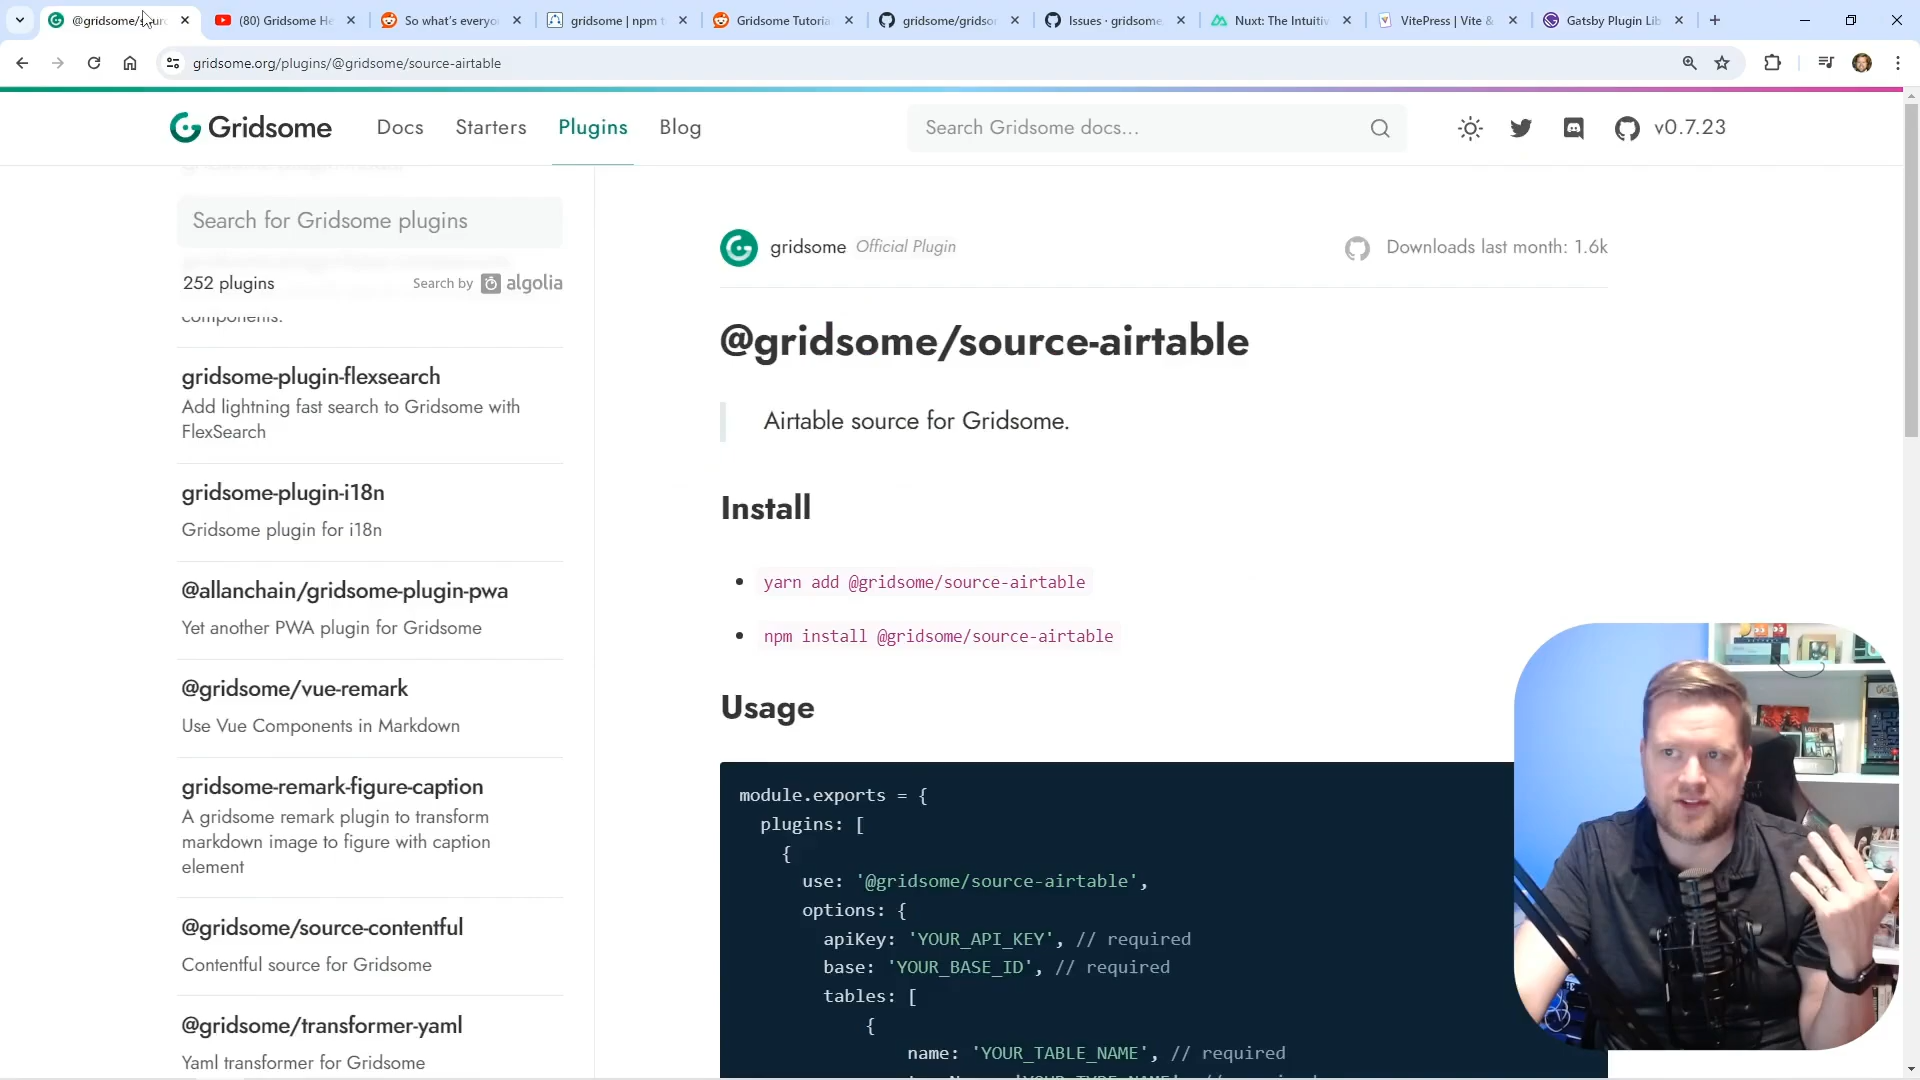 @gridsome/sourc
(80) Gridsome He
So what's everyo
gridsome | npm t
Gridsome Tutoria
gridsome/gridsor
Issues · gridsome
Nuxt: The Intuitiv
VitePress | Vite &
Gatsby Plugin Lib
gridsome.org/plugins/@gridsome/source-airtable
Gridsome
Docs
Starters
Plugins
Blog
Search Gridsome docs...
v0.7.23
Search for Gridsome plugins
252 plugins
Search by algolia
components.
gridsome-plugin-flexsearch
Add lightning fast search to Gridsome with
FlexSearch
gridsome-plugin-i18n
Gridsome plugin for i18n
@allanchain/gridsome-plugin-pwa
Yet another PWA plugin for Gridsome
@gridsome/vue-remark
Use Vue Components in Markdown
gridsome-remark-figure-caption
A gridsome remark plugin to transform
markdown image to figure with caption
element
@gridsome/source-contentful
Contentful source for Gridsome
@gridsome/transformer-yaml
Yaml transformer for Gridsome
gridsome Official Plugin
Downloads last month: 1.6k
@gridsome/source-airtable
Airtable source for Gridsome.
Install
• yarn add @gridsome/source-airtable
• npm install @gridsome/source-airtable
Usage
module.exports = {
plugins: [
{
use: '@gridsome/source-airtable',
options: {
apiKey: 'YOUR_API_KEY', // required
base: 'YOUR_BASE_ID', // required
tables: [
{
name: 'YOUR_TABLE_NAME', // required